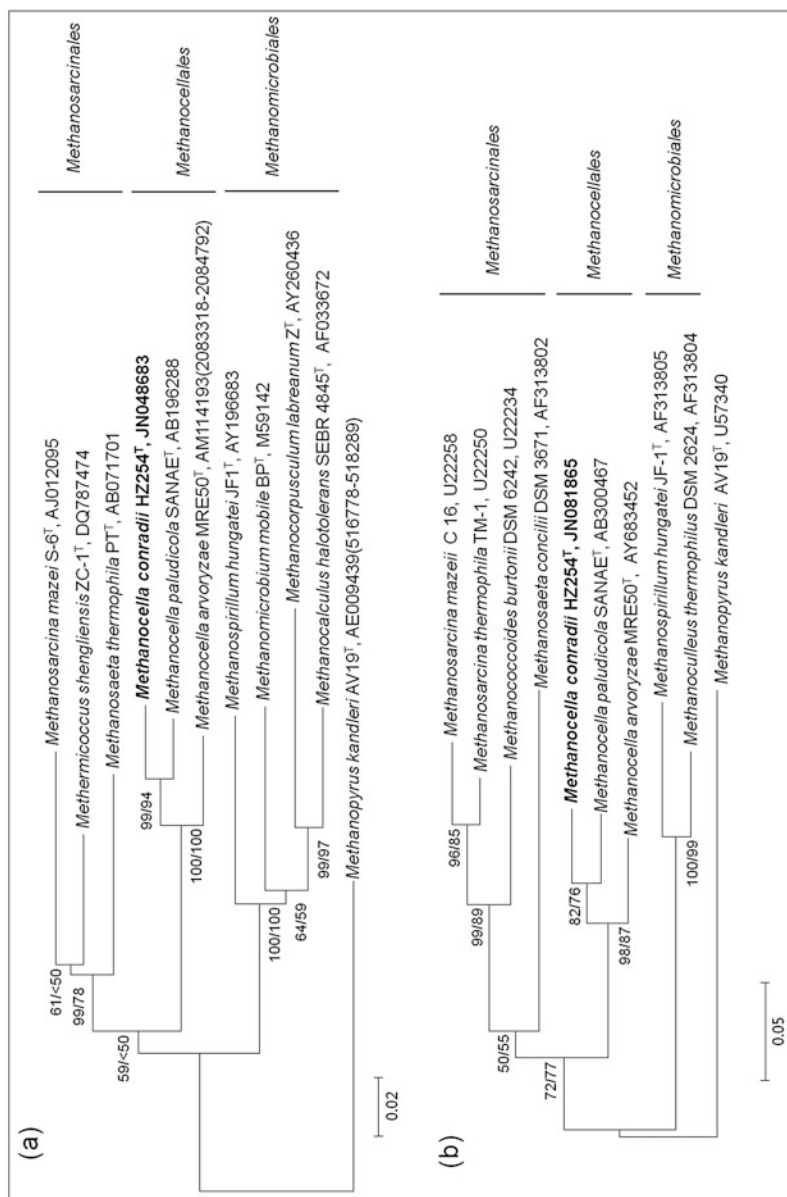 (a)
61/<50
99/78
59/<50
99/94
100/100
100/100
64/59
99/97
Methanosarcina mazei S-6ᵀ, AJ012095
Methermicoccus shengliensis ZC-1ᵀ, DQ787474
Methanosaeta thermophila PTᵀ, AB071701
Methanocella conradii HZ254ᵀ, JN048683
Methanocella paludicola SANAEᵀ, AB196288
Methanocella arvoryzae MRE50ᵀ, AM114193(2083318-2084792)
Methanospirillum hungatei JF1ᵀ, AY196683
Methanomicrobium mobile BPᵀ, M59142
Methanocorpusculum labreanum Zᵀ, AY260436
Methanocalculus halotolerans SEBR 4845ᵀ, AF033672
Methanopyrus kandleri AV19ᵀ, AE009439(516778-518289)
Methanosarcinales
Methanocellales
Methanomicrobiales
0.02
(b)
96/85
99/89
50/55
72/77
82/76
98/87
100/99
Methanosarcina mazeii C 16, U22258
Methanosarcina thermophila TM-1, U22250
Methanococcoides burtonii DSM 6242, U22234
Methanosaeta concilii DSM 3671, AF313802
Methanocella conradii HZ254ᵀ, JN081865
Methanocella paludicola SANAEᵀ, AB300467
Methanocella arvoryzae MRE50ᵀ, AY683452
Methanospirillum hungatei JF-1ᵀ, AF313805
Methanoculleus thermophilus DSM 2624, AF313804
Methanopyrus kandleri AV19ᵀ, U57340
Methanosarcinales
Methanocellales
Methanomicrobiales
0.05